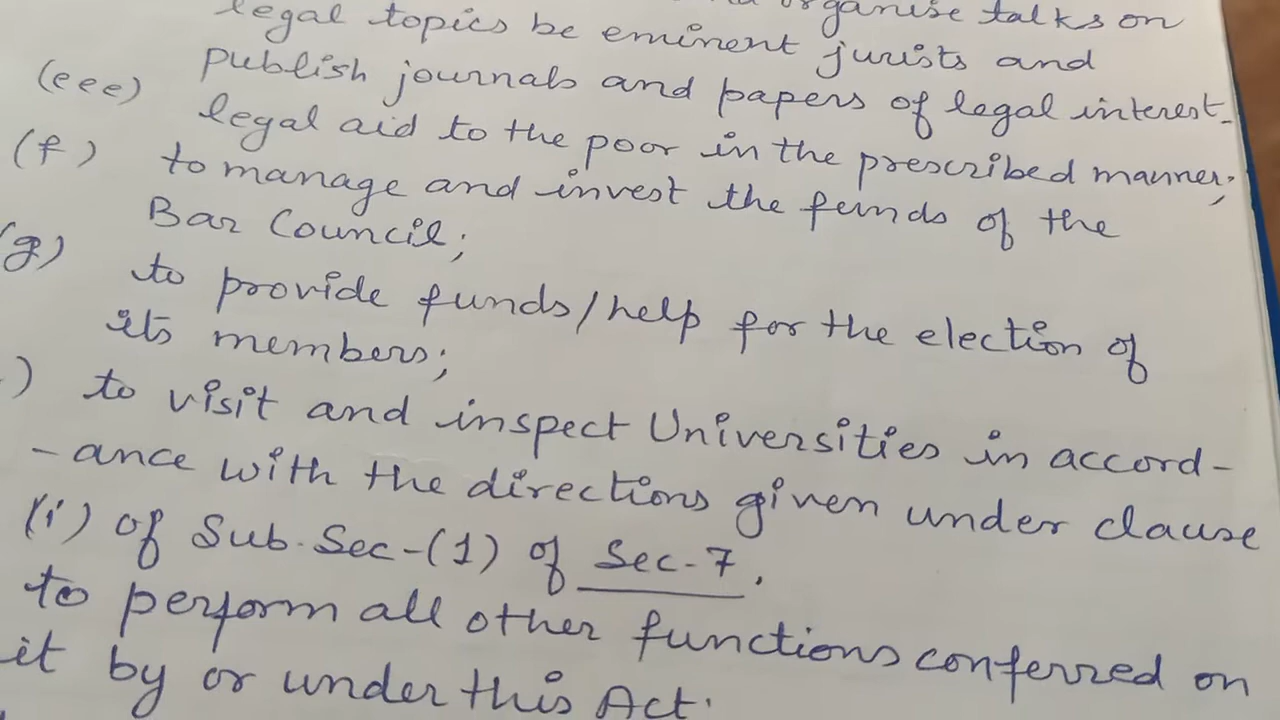 organise talks on
legal topics be eminent jurists and
publish journals and papers of legal interest.
(eee) legal aid to the poor in the prescribed manner;
(f) to manage and invest the funds of the
Bar Council;
(g) to provide funds/help for the election of
its members;
) to visit and inspect Universities in accord-
-ance with the directions given under clause
(i) of Sub. Sec-(1) of Sec-7.
to perform all other functions conferred on
it by or under this Act.